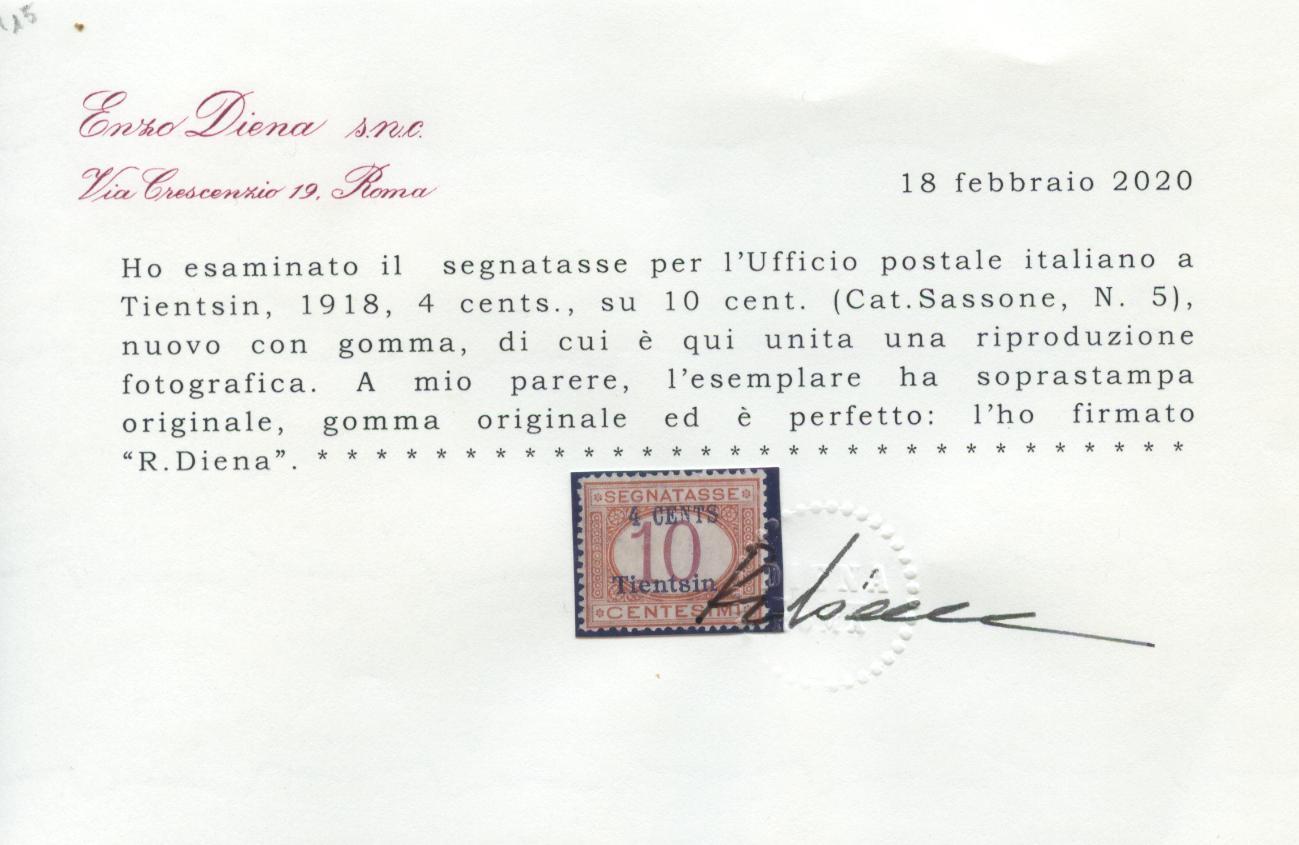 Enzo Diena s.n.c.
Via Crescenzio 19, Roma
18 febbraio 2020
Ho esaminato il segnatasse per l'Ufficio postale italiano a
Tientsin, 1918, 4 cents., su 10 cent. (Cat.Sassone, N. 5),
nuovo con gomma, di cui è qui unita una riproduzione
fotografica. A mio parere, l'esemplare ha soprastampa
originale, gomma originale ed è perfetto: l'ho firmato
“R.Diena”. * * * * * * * * * * * * * * * * * * * * * * * * * * * * * *
*SEGNATASSE*
4 CENTS
10
Tientsin
*CENTESIMI*